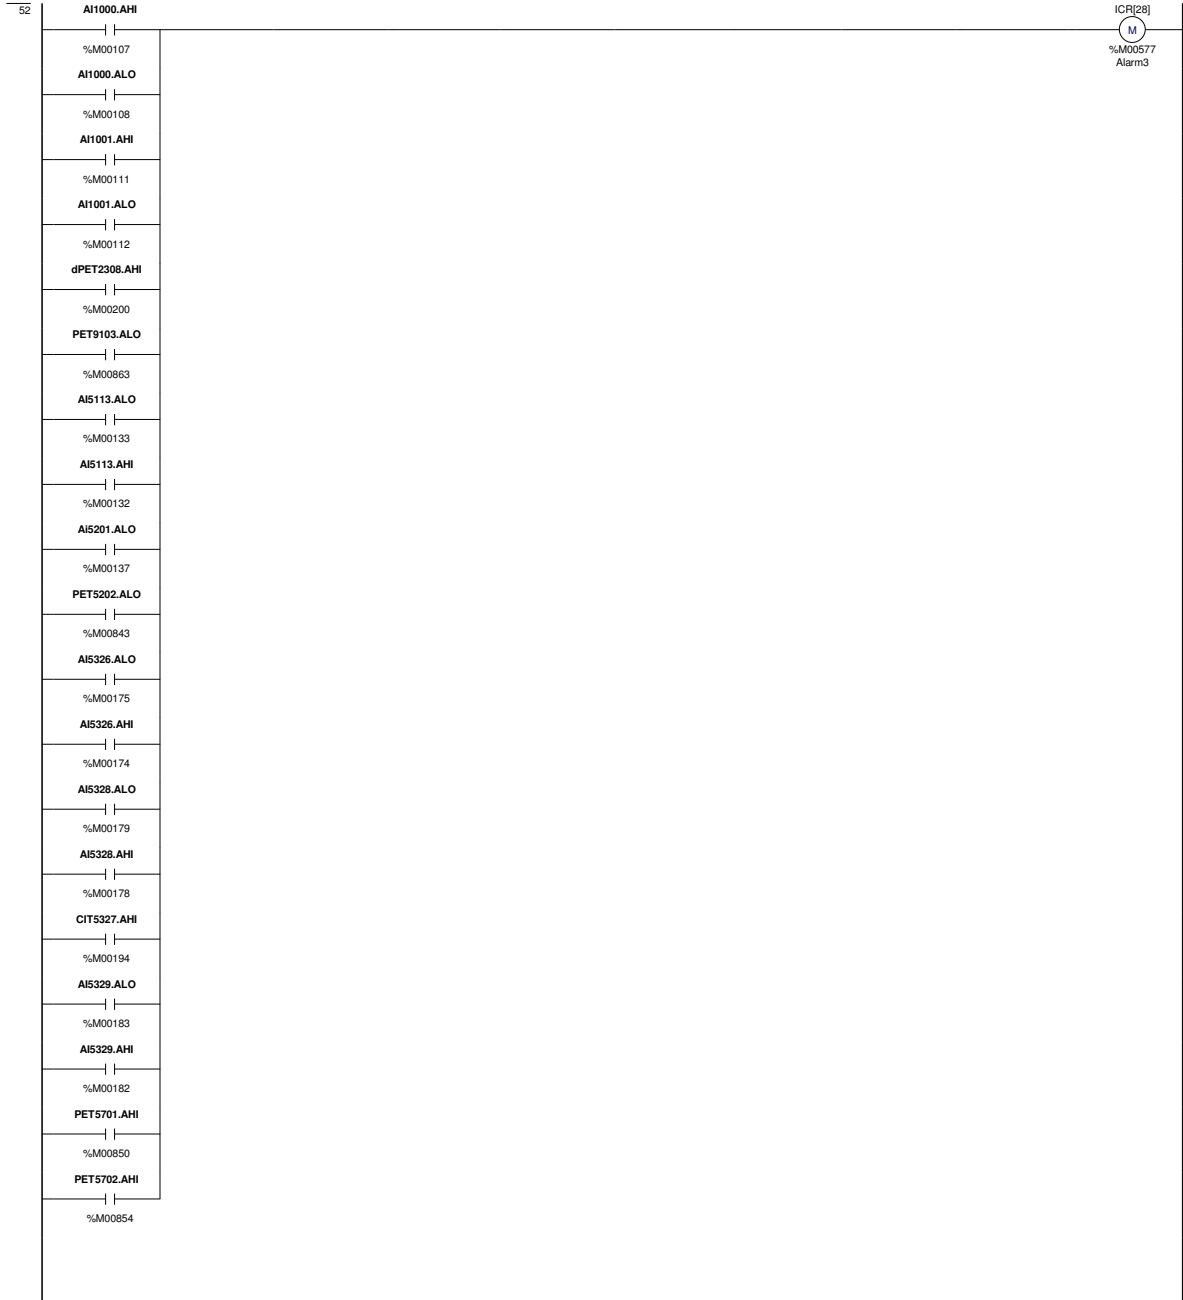 52
AI1000.AHI
ICR[28]
M
%M00107
%M00577
Alarm3
AI1000.ALO
%M00108
AI1001.AHI
%M00111
AI1001.ALO
%M00112
dPET2308.AHI
%M00200
PET9103.ALO
%M00863
AI5113.ALO
%M00133
AI5113.AHI
%M00132
Ai5201.ALO
%M00137
PET5202.ALO
%M00843
AI5326.ALO
%M00175
AI5326.AHI
%M00174
AI5328.ALO
%M00179
AI5328.AHI
%M00178
CIT5327.AHI
%M00194
AI5329.ALO
%M00183
AI5329.AHI
%M00182
PET5701.AHI
%M00850
PET5702.AHI
%M00854